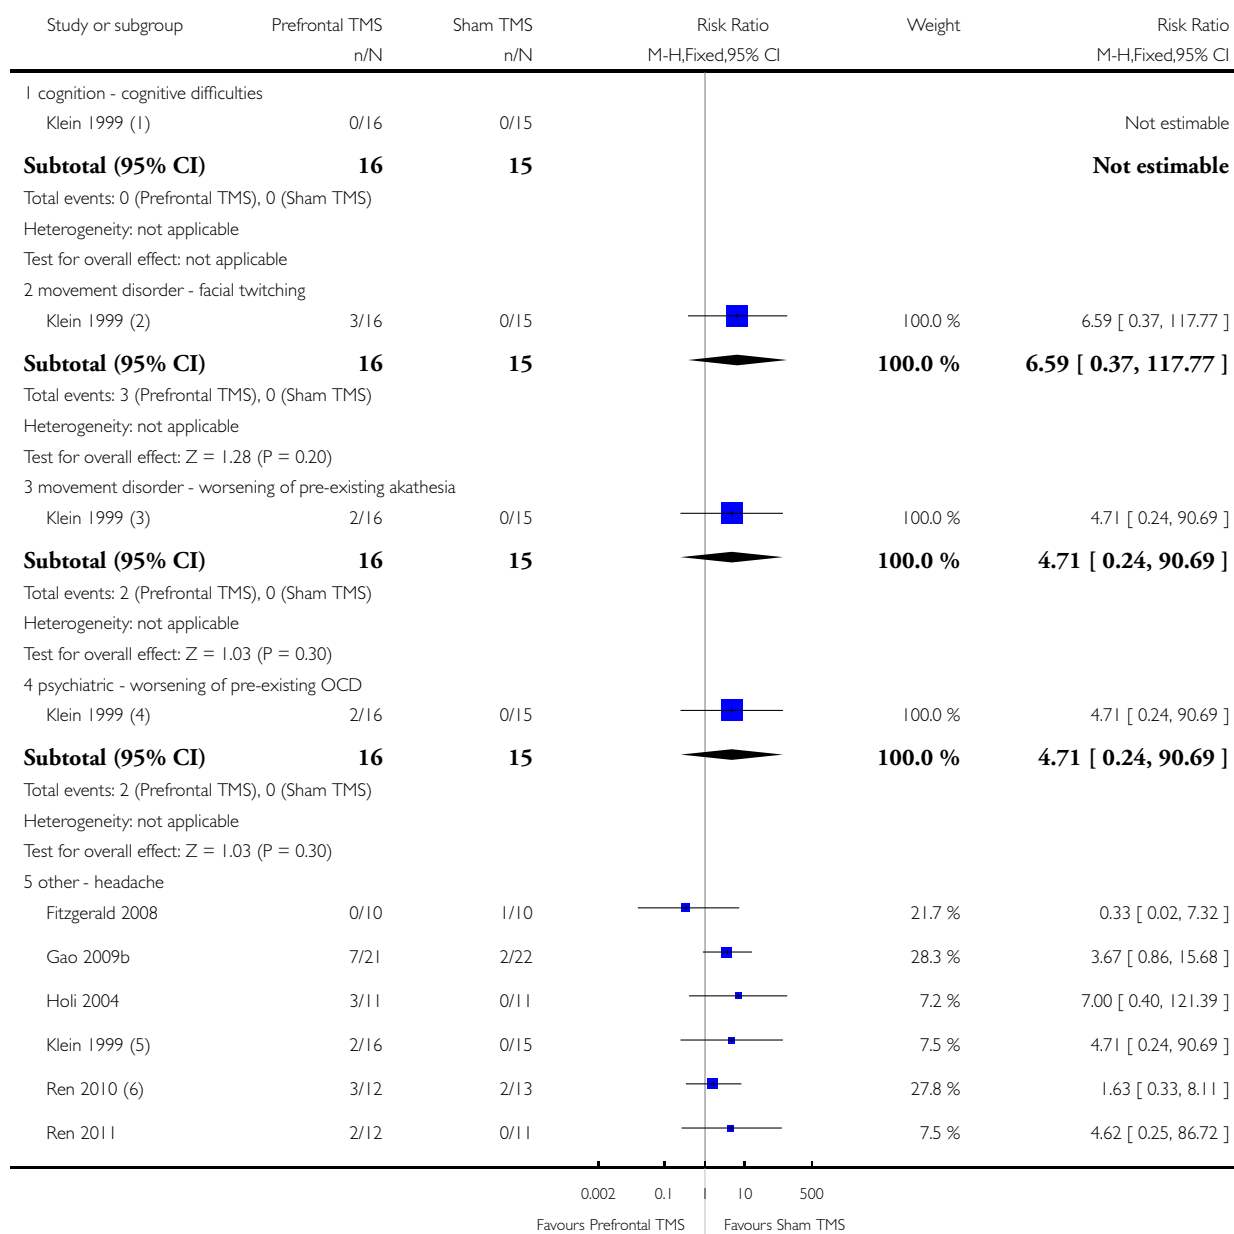 Study or subgroup Prefrontal TMS Sham TMS Risk Ratio Weight Risk Ratio
n/N n/N M-H,Fixed,95% CI M-H,Fixed,95% CI
1 cognition - cognitive difficulties
Klein 1999 (1) 0/16 0/15 Not estimable
Subtotal (95% CI) 16 15 Not estimable
Total events: 0 (Prefrontal TMS), 0 (Sham TMS)
Heterogeneity: not applicable
Test for overall effect: not applicable
2 movement disorder - facial twitching
Klein 1999 (2) 3/16 0/15 100.0 % 6.59 [ 0.37, 117.77 ]
Subtotal (95% CI) 16 15 100.0 % 6.59 [ 0.37, 117.77 ]
Total events: 3 (Prefrontal TMS), 0 (Sham TMS)
Heterogeneity: not applicable
Test for overall effect: Z = 1.28 (P = 0.20)
3 movement disorder - worsening of pre-existing akathesia
Klein 1999 (3) 2/16 0/15 100.0 % 4.71 [ 0.24, 90.69 ]
Subtotal (95% CI) 16 15 100.0 % 4.71 [ 0.24, 90.69 ]
Total events: 2 (Prefrontal TMS), 0 (Sham TMS)
Heterogeneity: not applicable
Test for overall effect: Z = 1.03 (P = 0.30)
4 psychiatric - worsening of pre-existing OCD
Klein 1999 (4) 2/16 0/15 100.0 % 4.71 [ 0.24, 90.69 ]
Subtotal (95% CI) 16 15 100.0 % 4.71 [ 0.24, 90.69 ]
Total events: 2 (Prefrontal TMS), 0 (Sham TMS)
Heterogeneity: not applicable
Test for overall effect: Z = 1.03 (P = 0.30)
5 other - headache
Fitzgerald 2008 0/10 1/10 21.7 % 0.33 [ 0.02, 7.32 ]
Gao 2009b 7/21 2/22 28.3 % 3.67 [ 0.86, 15.68 ]
Holi 2004 3/11 0/11 7.2 % 7.00 [ 0.40, 121.39 ]
Klein 1999 (5) 2/16 0/15 7.5 % 4.71 [ 0.24, 90.69 ]
Ren 2010 (6) 3/12 2/13 27.8 % 1.63 [ 0.33, 8.11 ]
Ren 2011 2/12 0/11 7.5 % 4.62 [ 0.25, 86.72 ]
0.002 0.1 1 10 500
Favours Prefrontal TMS Favours Sham TMS